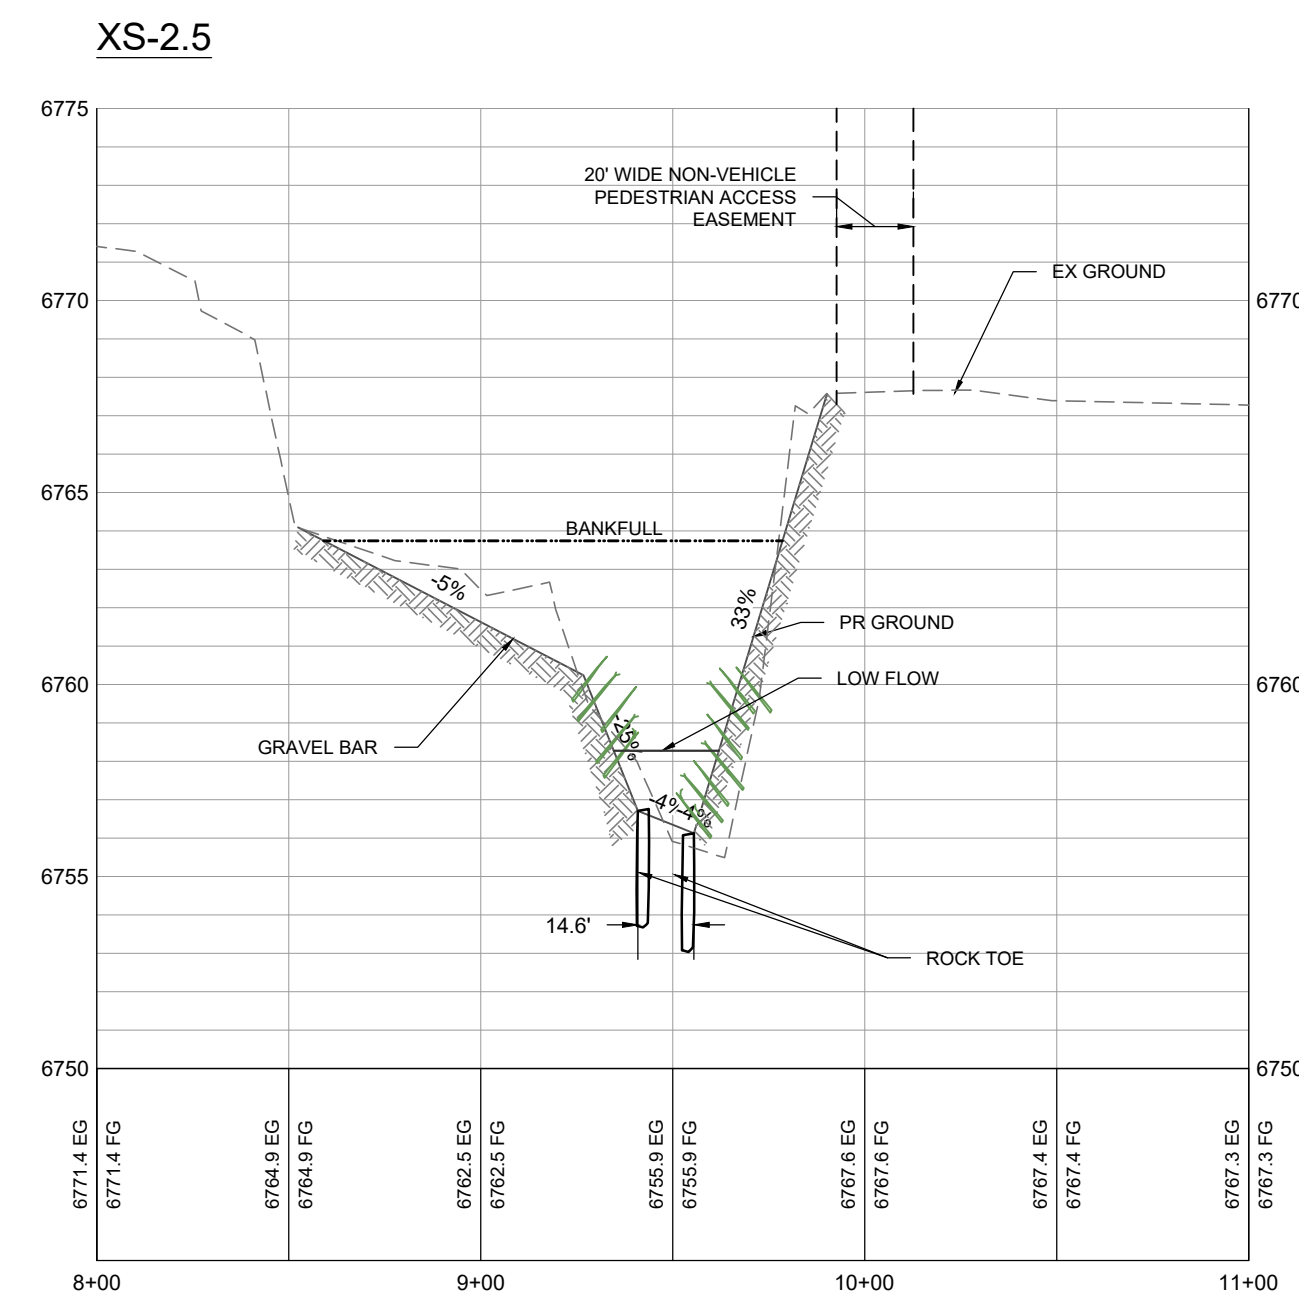 XS-2.5
6775
20' WIDE NON-VEHICLE
PEDESTRIAN ACCESS
EASEMENT
EX GROUND
6770
6770
6765
BANKFULL
-5%
33%
PR GROUND
LOW FLOW
6760
6760
-25%
GRAVEL BAR
-4%
-4%
6755
14.6'
ROCK TOE
6750
6750
6771.4 EG
6771.4 FG
6764.9 EG
6764.9 FG
6762.5 EG
6762.5 FG
6755.9 EG
6755.9 FG
6767.6 EG
6767.6 FG
6767.4 EG
6767.4 FG
6767.3 EG
6767.3 FG
8+00
9+00
10+00
11+00